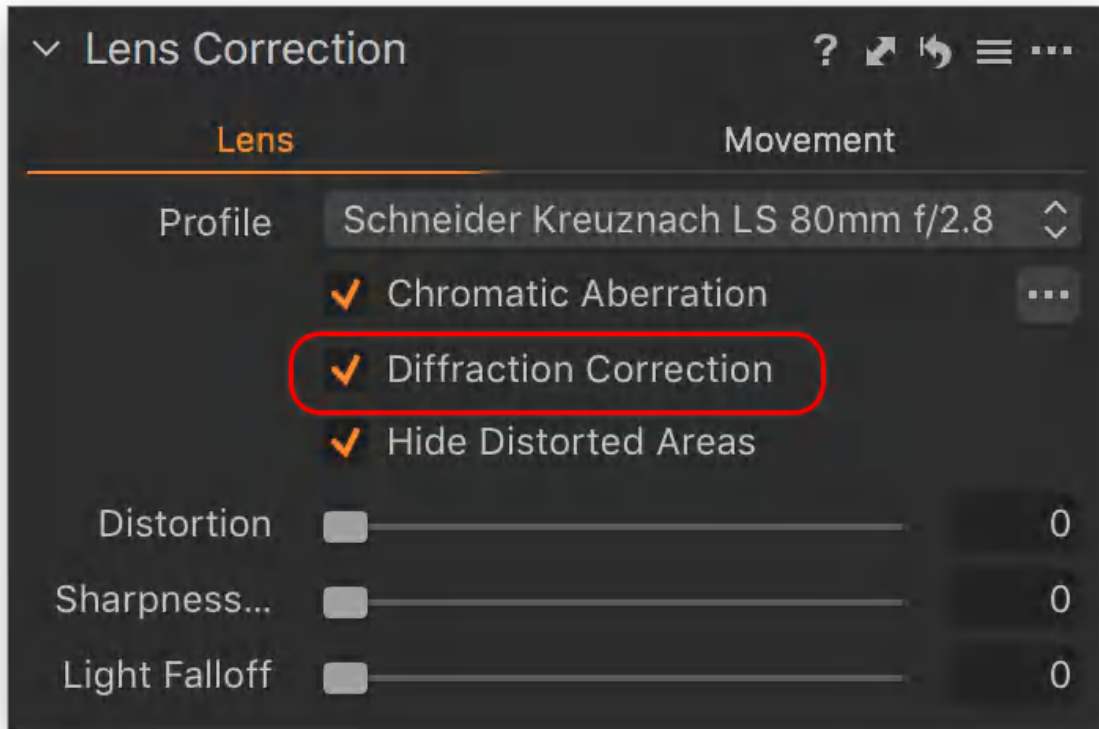 Lens Correction ? ...
Lens Movement
Profile Schneider Kreuznach LS 80mm f/2.8
Chromatic Aberration ...
Diffraction Correction
Hide Distorted Areas
Distortion 0
Sharpness... 0
Light Falloff 0